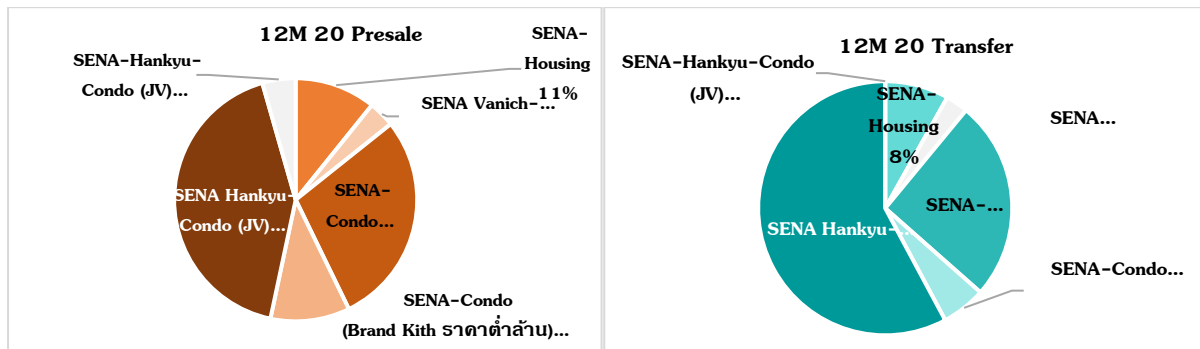 12M 20 Presale
SENA-
Housing
11%
SENA-Hankyu-
Condo (JV)...
SENA Vanich-...
SENA-
Condo...
SENA Hankyu-
Condo (JV)...
SENA-Condo
(Brand Kith ราคาต่ำล้าน)...
12M 20 Transfer
SENA-Hankyu-Condo
(JV)...
SENA-
Housing
8%
SENA...
SENA-...
SENA Hankyu-...
SENA-Condo...